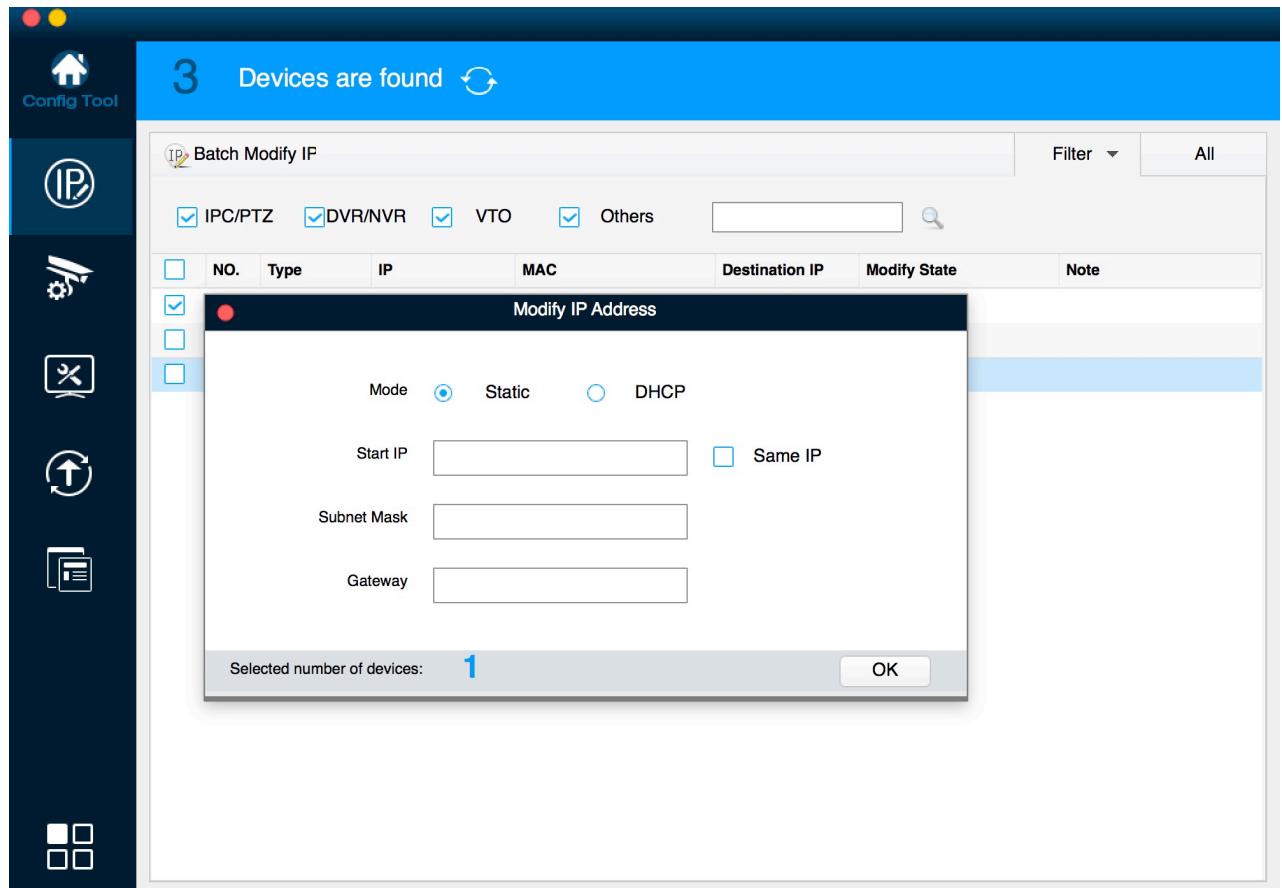 3 Devices are found
Config Tool
IP Batch Modify IP Filter All
IP
IPC/PTZ DVR/NVR VTO Others
NO. Type IP MAC Destination IP Modify State Note
Modify IP Address
Mode Static DHCP
Start IP Same IP
Subnet Mask
Gateway
Selected number of devices: 1 OK